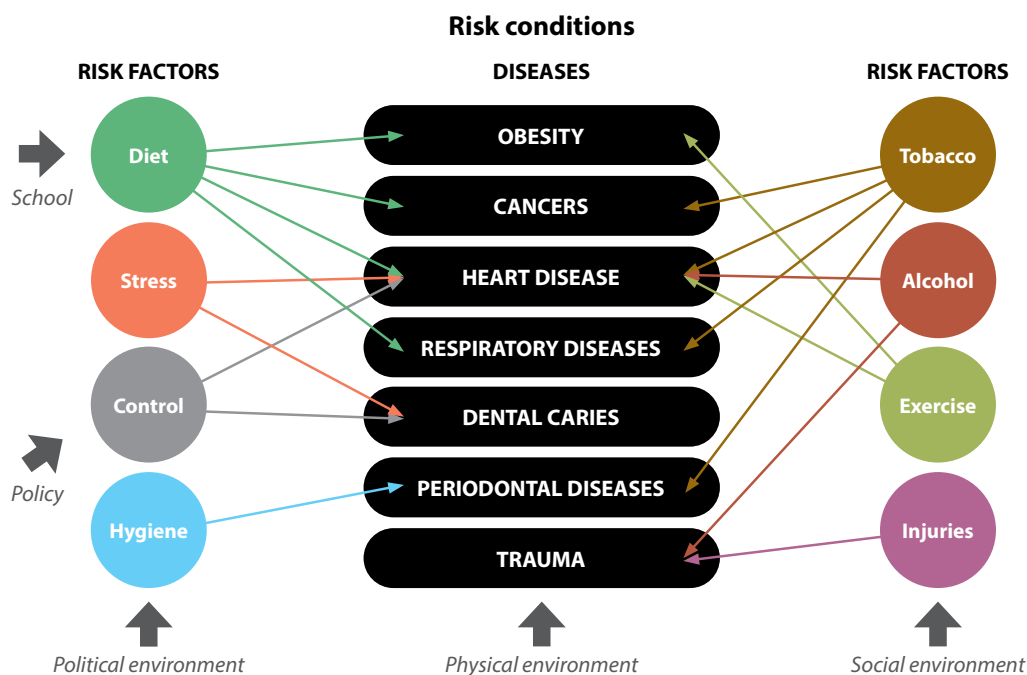 Risk conditions
RISK FACTORS
DISEASES
RISK FACTORS
Diet
OBESITY
Tobacco
School
CANCERS
Stress
HEART DISEASE
Alcohol
RESPIRATORY DISEASES
Control
DENTAL CARIES
Exercise
Policy
PERIODONTAL DISEASES
Hygiene
TRAUMA
Injuries
Political environment
Physical environment
Social environment